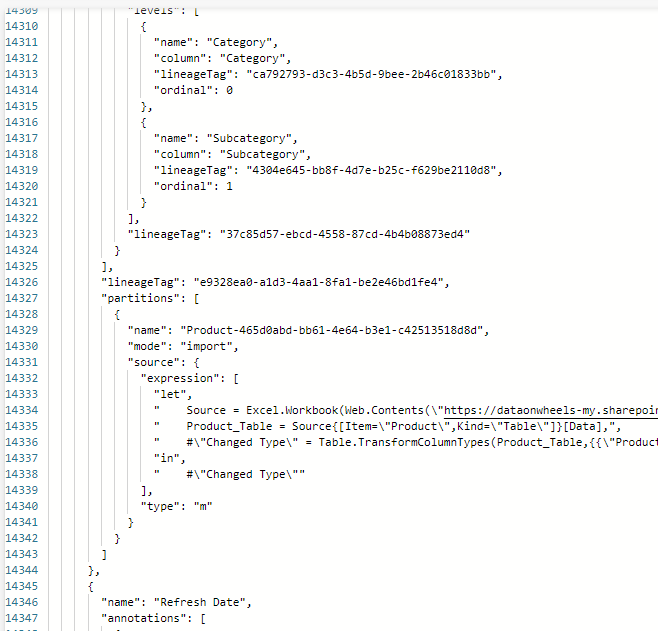 14309 "levels": [
14310 {
14311 "name": "Category",
14312 "column": "Category",
14313 "lineageTag": "ca792793-d3c3-4b5d-9bee-2b46c01833bb",
14314 "ordinal": 0
14315 },
14316 {
14317 "name": "Subcategory",
14318 "column": "Subcategory",
14319 "lineageTag": "4304e645-bb8f-4d7e-b25c-f629be2110d8",
14320 "ordinal": 1
14321 }
14322 ],
14323 "lineageTag": "37c85d57-ebcd-4558-87cd-4b4b08873ed4"
14324 }
14325 ],
14326 "lineageTag": "e9328ea0-a1d3-4aa1-8fa1-be2e46bd1fe4",
14327 "partitions": [
14328 {
14329 "name": "Product-465d0abd-bb61-4e64-b3e1-c42513518d8d",
14330 "mode": "import",
14331 "source": {
14332 "expression": [
14333 "let",
14334 "    Source = Excel.Workbook(Web.Contents(\"https://dataonwheels-my.sharepoin
14335 "    Product_Table = Source{[Item=\"Product\",Kind=\"Table\"]}[Data],",
14336 "    #\"Changed Type\" = Table.TransformColumnTypes(Product_Table,{{\"Product
14337 "in",
14338 "    #\"Changed Type\""
14339 ],
14340 "type": "m"
14341 }
14342 }
14343 ]
14344 },
14345 {
14346 "name": "Refresh Date",
14347 "annotations": [